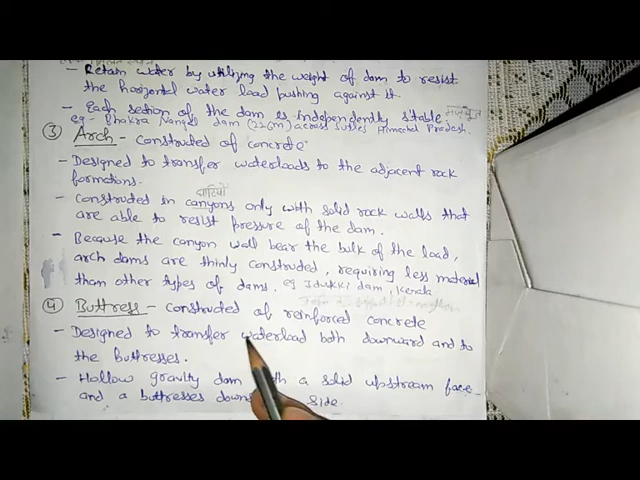 - Retain water by utilizing the weight of dam to resist
the horizontal water load pushing against it.
- Each section of the dam is independently stable.
eg - Bhakra Nangal dam (226m) across Sutlej Himachal Pradesh.
③ Arch - constructed of concrete
- Designed to transfer waterloads to the adjacent rock
formations.
- constructed in canyons only with solid rock walls that
are able to resist pressure of the dam.
- Because the canyon wall bear the bulk of the load,
arch dams are thinly constructed, requiring less material
than other types of dams. eg Idukki dam, Kerala
④ Buttress - constructed of reinforced concrete
- Designed to transfer waterload both downward and to
the buttresses.
- Hollow gravity dam with a solid upstream face
and a buttresses downs side.